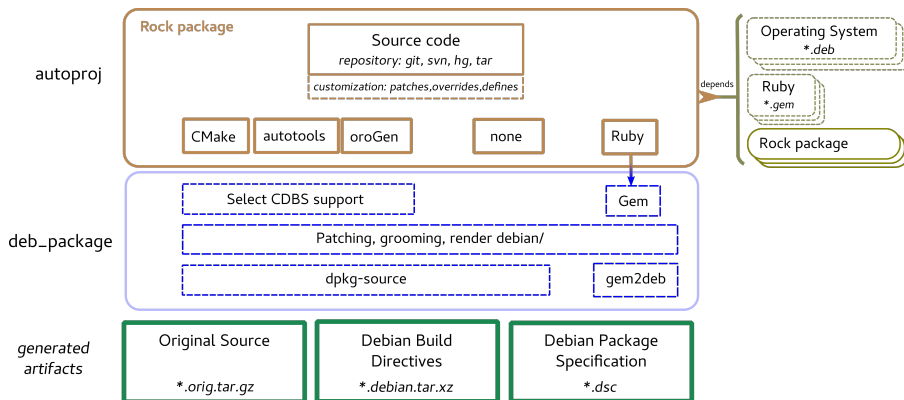 Rock package
Source code
repository: git, svn, hg, tar
customization: patches,overrides,defines
autoproj
CMake
autotools
oroGen
none
Ruby
depends
Operating System
*.deb
Ruby
*.gem
Rock package
Select CDBS support
Gem
deb_package
Patching, grooming, render debian/
dpkg-source
gem2deb
generated
artifacts
Original Source
*.orig.tar.gz
Debian Build
Directives
*.debian.tar.xz
Debian Package
Specification
*.dsc